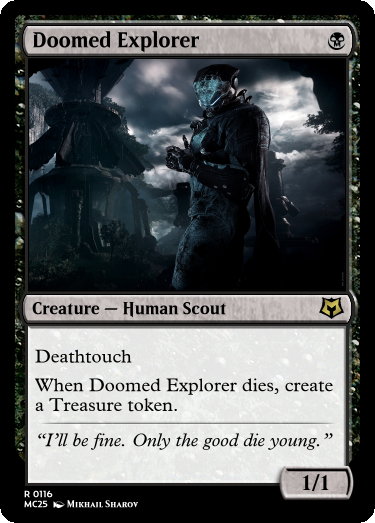 Doomed Explorer
Creature — Human Scout
Deathtouch
When Doomed Explorer dies, create
a Treasure token.
“I’ll be fine. Only the good die young.”
1/1
R 0116
MC25 Mikhail Sharov